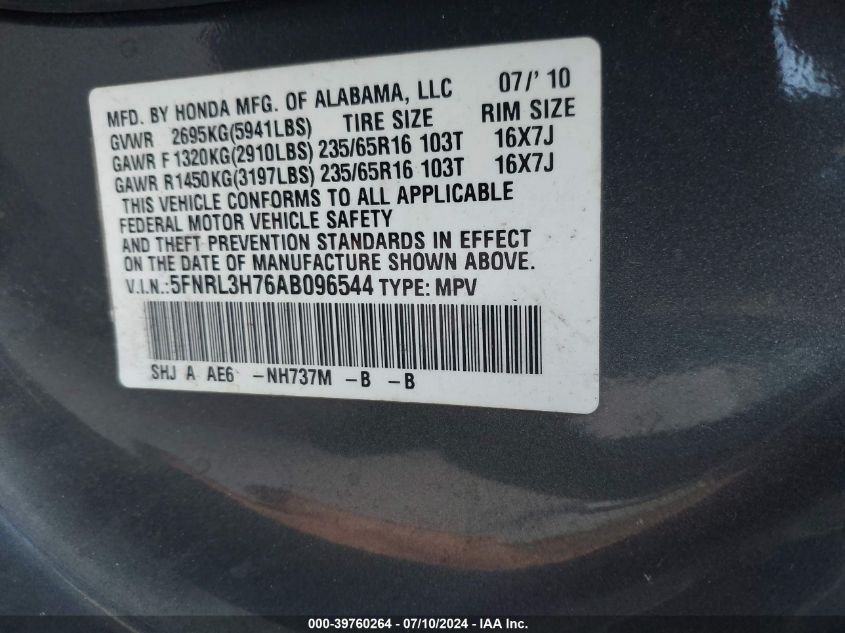 MFD. BY HONDA MFG. OF ALABAMA, LLC 07/' 10
GVWR 2695KG(5941LBS) TIRE SIZE RIM SIZE
GAWR F1320KG(2910LBS) 235/65R16 103T 16X7J
GAWR R1450KG(3197LBS) 235/65R16 103T 16X7J
THIS VEHICLE CONFORMS TO ALL APPLICABLE
FEDERAL MOTOR VEHICLE SAFETY
AND THEFT PREVENTION STANDARDS IN EFFECT
ON THE DATE OF MANUFACTURE SHOWN ABOVE.
V.I.N.:5FNRL3H76AB096544 TYPE: MPV
SHJ A AE6 -NH737M -B -B
000-39760264 - 07/10/2024 - IAA Inc.